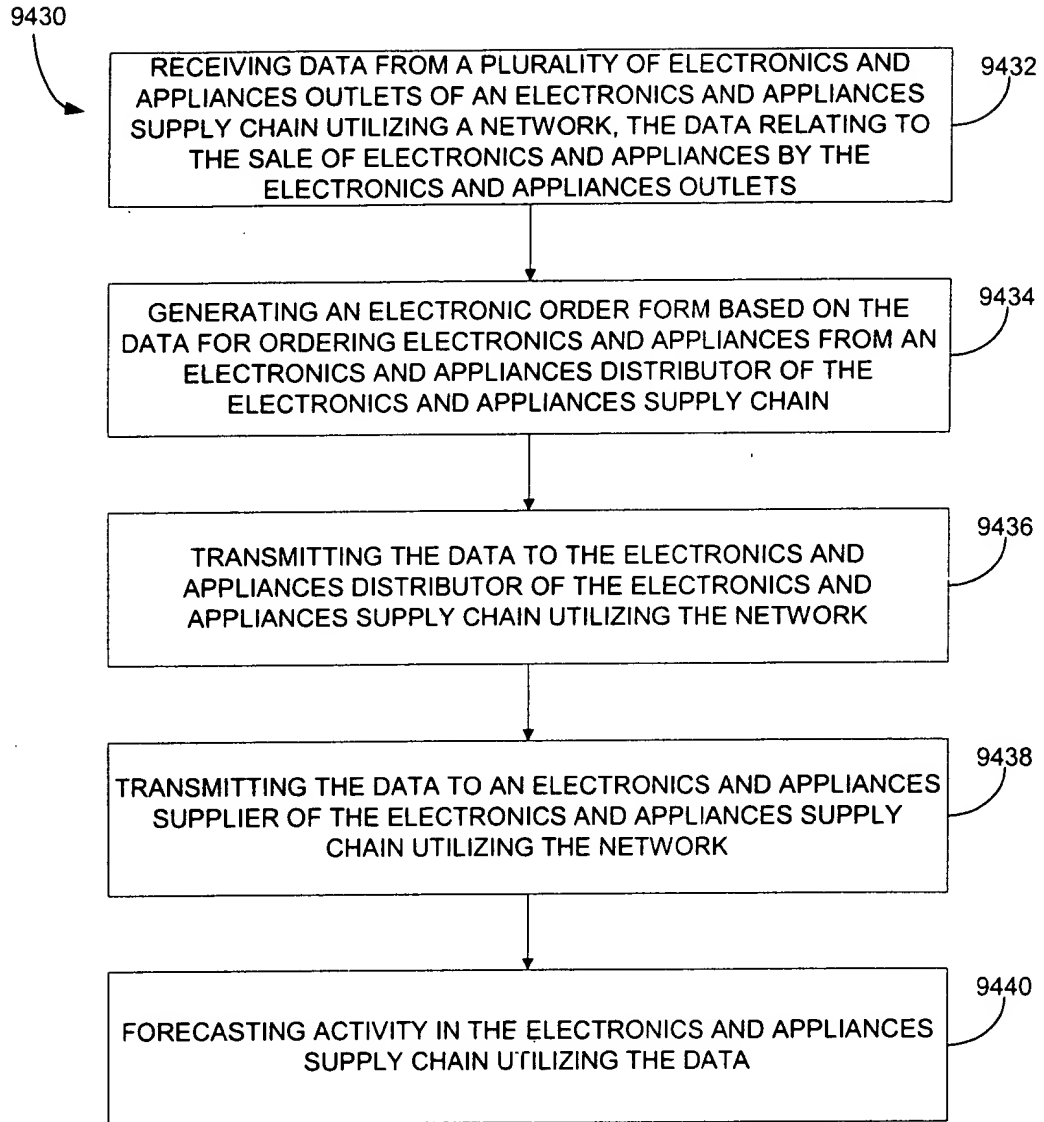 9430
RECEIVING DATA FROM A PLURALITY OF ELECTRONICS AND
APPLIANCES OUTLETS OF AN ELECTRONICS AND APPLIANCES
SUPPLY CHAIN UTILIZING A NETWORK, THE DATA RELATING TO
THE SALE OF ELECTRONICS AND APPLIANCES BY THE
ELECTRONICS AND APPLIANCES OUTLETS
9432
GENERATING AN ELECTRONIC ORDER FORM BASED ON THE
DATA FOR ORDERING ELECTRONICS AND APPLIANCES FROM AN
ELECTRONICS AND APPLIANCES DISTRIBUTOR OF THE
ELECTRONICS AND APPLIANCES SUPPLY CHAIN
9434
TRANSMITTING THE DATA TO THE ELECTRONICS AND
APPLIANCES DISTRIBUTOR OF THE ELECTRONICS AND
APPLIANCES SUPPLY CHAIN UTILIZING THE NETWORK
9436
TRANSMITTING THE DATA TO AN ELECTRONICS AND APPLIANCES
SUPPLIER OF THE ELECTRONICS AND APPLIANCES SUPPLY
CHAIN UTILIZING THE NETWORK
9438
FORECASTING ACTIVITY IN THE ELECTRONICS AND APPLIANCES
SUPPLY CHAIN UTILIZING THE DATA
9440